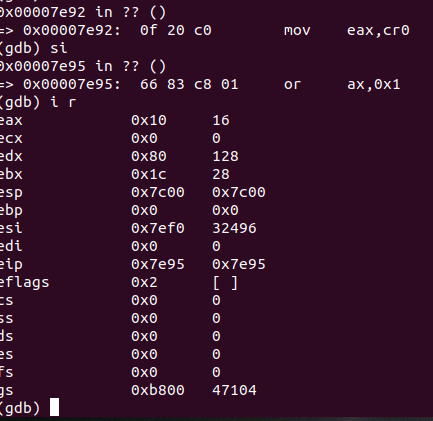 0x00007e92 in ?? ()
=> 0x00007e92: 0f 20 c0 mov eax,cr0
(gdb) si
0x00007e95 in ?? ()
=> 0x00007e95: 66 83 c8 01 or ax,0x1
(gdb) i r
eax 0x10 16
ecx 0x0 0
edx 0x80 128
ebx 0x1c 28
esp 0x7c00 0x7c00
ebp 0x0 0x0
esi 0x7ef0 32496
edi 0x0 0
eip 0x7e95 0x7e95
eflags 0x2 [ ]
cs 0x0 0
ss 0x0 0
ds 0x0 0
es 0x0 0
fs 0x0 0
gs 0xb800 47104
(gdb)